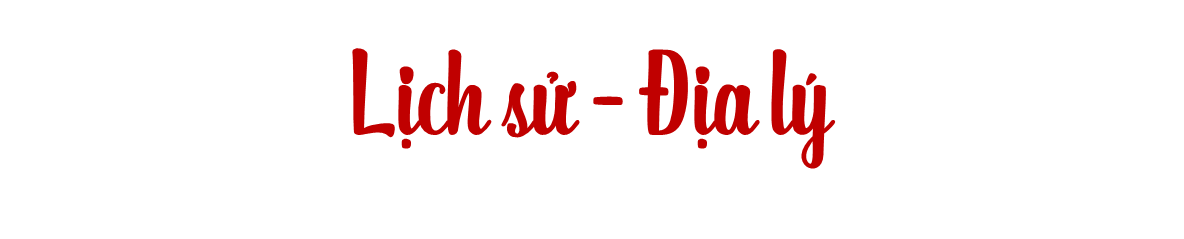 Lịch sử - Địa lý